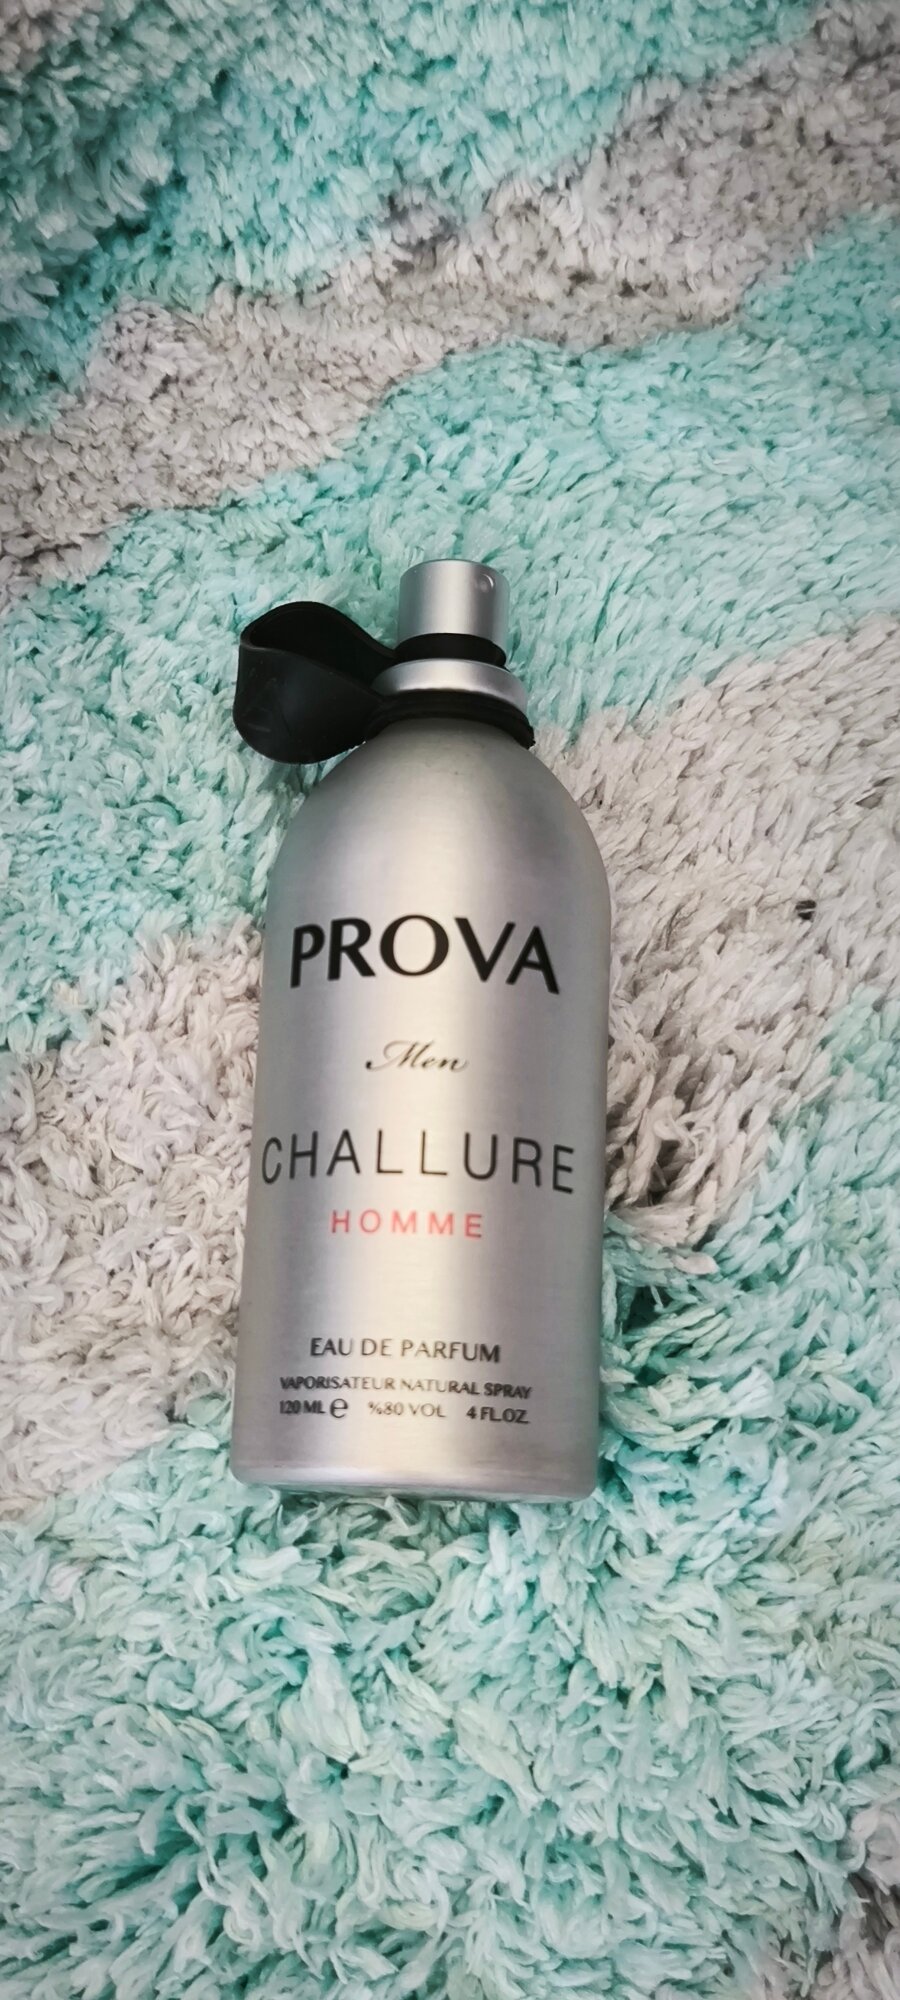 PROVA
Men
CHALLURE
HOMME
EAU DE PARFUM
VAPORISATEUR NATURAL SPRAY
120 ML ℮ %80 VOL 4 FL.OZ.